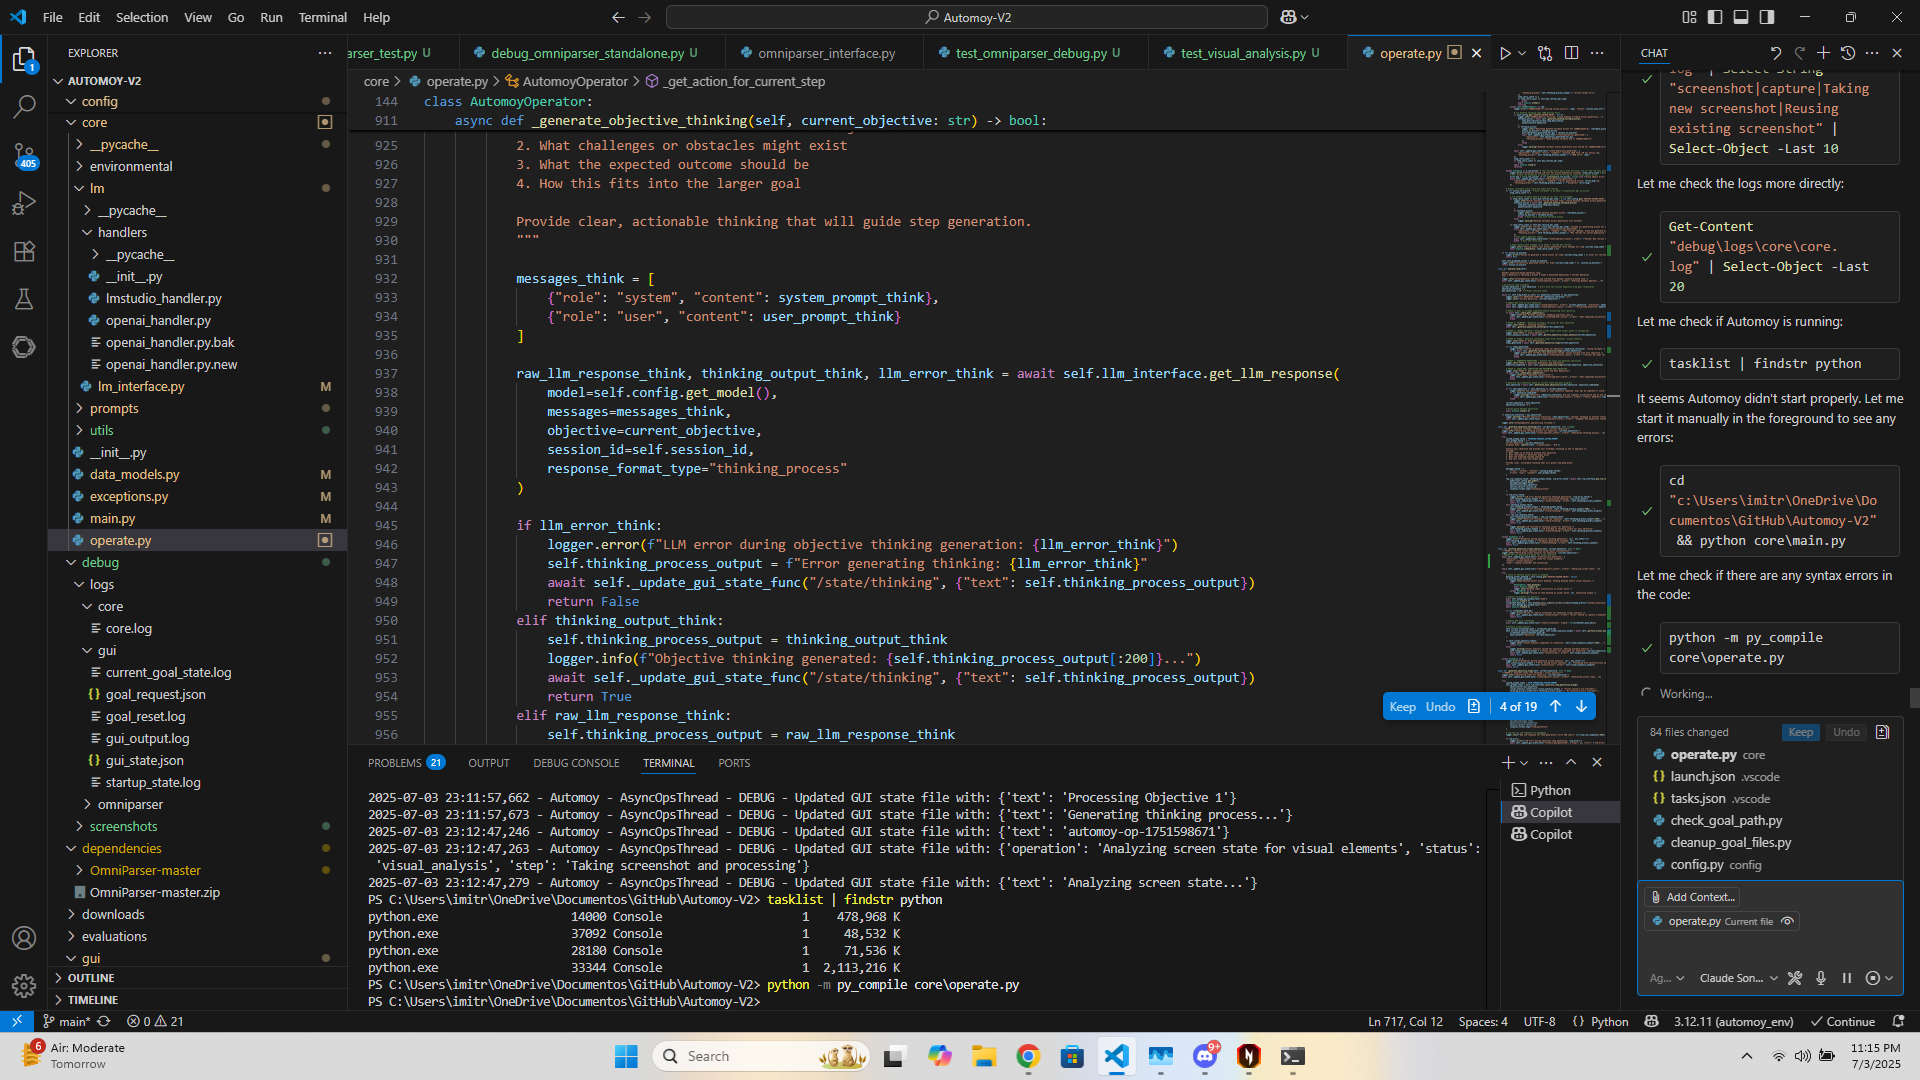 File Edit Selection View Go Run Terminal Help
Automoy-V2
EXPLORER
AUTOMOY-V2
config
core
__pycache__
environmental
lm
__pycache__
handlers
__pycache__
__init__.py
lmstudio_handler.py
openai_handler.py
openai_handler.py.bak
openai_handler.py.new
lm_interface.py M
prompts
utils
__init__.py
data_models.py M
exceptions.py M
main.py M
operate.py
debug
logs
core
core.log
gui
current_goal_state.log
goal_request.json
goal_reset.log
gui_output.log
gui_state.json
startup_state.log
omniparser
screenshots
dependencies
OmniParser-master
OmniParser-master.zip
downloads
evaluations
gui
OUTLINE
TIMELINE
1
405
arser_test.py U
debug_omniparser_standalone.py U
omniparser_interface.py
test_omniparser_debug.py U
test_visual_analysis.py U
operate.py
core > operate.py > AutomoyOperator > _get_action_for_current_step
144 class AutomoyOperator:
911 async def _generate_objective_thinking(self, current_objective: str) -> bool:
925 2. What challenges or obstacles might exist
926 3. What the expected outcome should be
927 4. How this fits into the larger goal
928
929 Provide clear, actionable thinking that will guide step generation.
930 """
931
932 messages_think = [
933 {"role": "system", "content": system_prompt_think},
934 {"role": "user", "content": user_prompt_think}
935 ]
936
937 raw_llm_response_think, thinking_output_think, llm_error_think = await self.llm_interface.get_llm_response(
938 model=self.config.get_model(),
939 messages=messages_think,
940 objective=current_objective,
941 session_id=self.session_id,
942 response_format_type="thinking_process"
943 )
944
945 if llm_error_think:
946 logger.error(f"LLM error during objective thinking generation: {llm_error_think}")
947 self.thinking_process_output = f"Error generating thinking: {llm_error_think}"
948 await self._update_gui_state_func("/state/thinking", {"text": self.thinking_process_output})
949 return False
950 elif thinking_output_think:
951 self.thinking_process_output = thinking_output_think
952 logger.info(f"Objective thinking generated: {self.thinking_process_output[:200]}...")
953 await self._update_gui_state_func("/state/thinking", {"text": self.thinking_process_output})
954 return True
955 elif raw_llm_response_think:
956 self.thinking_process_output = raw_llm_response_think
Keep Undo 4 of 19
PROBLEMS 21 OUTPUT DEBUG CONSOLE TERMINAL PORTS
2025-07-03 23:11:57,662 - Automoy - AsyncOpsThread - DEBUG - Updated GUI state file with: {'text': 'Processing Objective 1'}
2025-07-03 23:11:57,673 - Automoy - AsyncOpsThread - DEBUG - Updated GUI state file with: {'text': 'Generating thinking process...'}
2025-07-03 23:12:47,246 - Automoy - AsyncOpsThread - DEBUG - Updated GUI state file with: {'text': 'automoy-op-1751598671'}
2025-07-03 23:12:47,263 - Automoy - AsyncOpsThread - DEBUG - Updated GUI state file with: {'operation': 'Analyzing screen state for visual elements', 'status':
'visual_analysis', 'step': 'Taking screenshot and processing'}
2025-07-03 23:12:47,279 - Automoy - AsyncOpsThread - DEBUG - Updated GUI state file with: {'text': 'Analyzing screen state...'}
PS C:\Users\imitr\OneDrive\Documentos\GitHub\Automoy-V2> tasklist | findstr python
python.exe 14000 Console 1 478,968 K
python.exe 37092 Console 1 48,532 K
python.exe 28180 Console 1 71,536 K
python.exe 33344 Console 1 2,113,216 K
PS C:\Users\imitr\OneDrive\Documentos\GitHub\Automoy-V2> python -m py_compile core\operate.py
PS C:\Users\imitr\OneDrive\Documentos\GitHub\Automoy-V2>
Python
Copilot
Copilot
CHAT
"screenshot|capture|Taking
new screenshot|Reusing
existing screenshot" |
Select-Object -Last 10
Let me check the logs more directly:
Get-Content
"debug\logs\core\core.
log" | Select-Object -Last
20
Let me check if Automoy is running:
tasklist | findstr python
It seems Automoy didn't start properly. Let me
start it manually in the foreground to see any
errors:
cd
"c:\Users\imitr\OneDrive\Do
cumentos\GitHub\Automoy-V2"
&& python core\main.py
Let me check if there are any syntax errors in
the code:
python -m py_compile
core\operate.py
Working...
84 files changed Keep Undo
operate.py core
launch.json .vscode
tasks.json .vscode
check_goal_path.py
cleanup_goal_files.py
config.py config
Add Context...
operate.py Current file
Ag... Claude Son...
main* 0 21
Ln 717, Col 12 Spaces: 4 UTF-8 Python 3.12.11 (automoy_env) Continue
6
Air: Moderate
Tomorrow
Search
9+
11:15 PM
7/3/2025